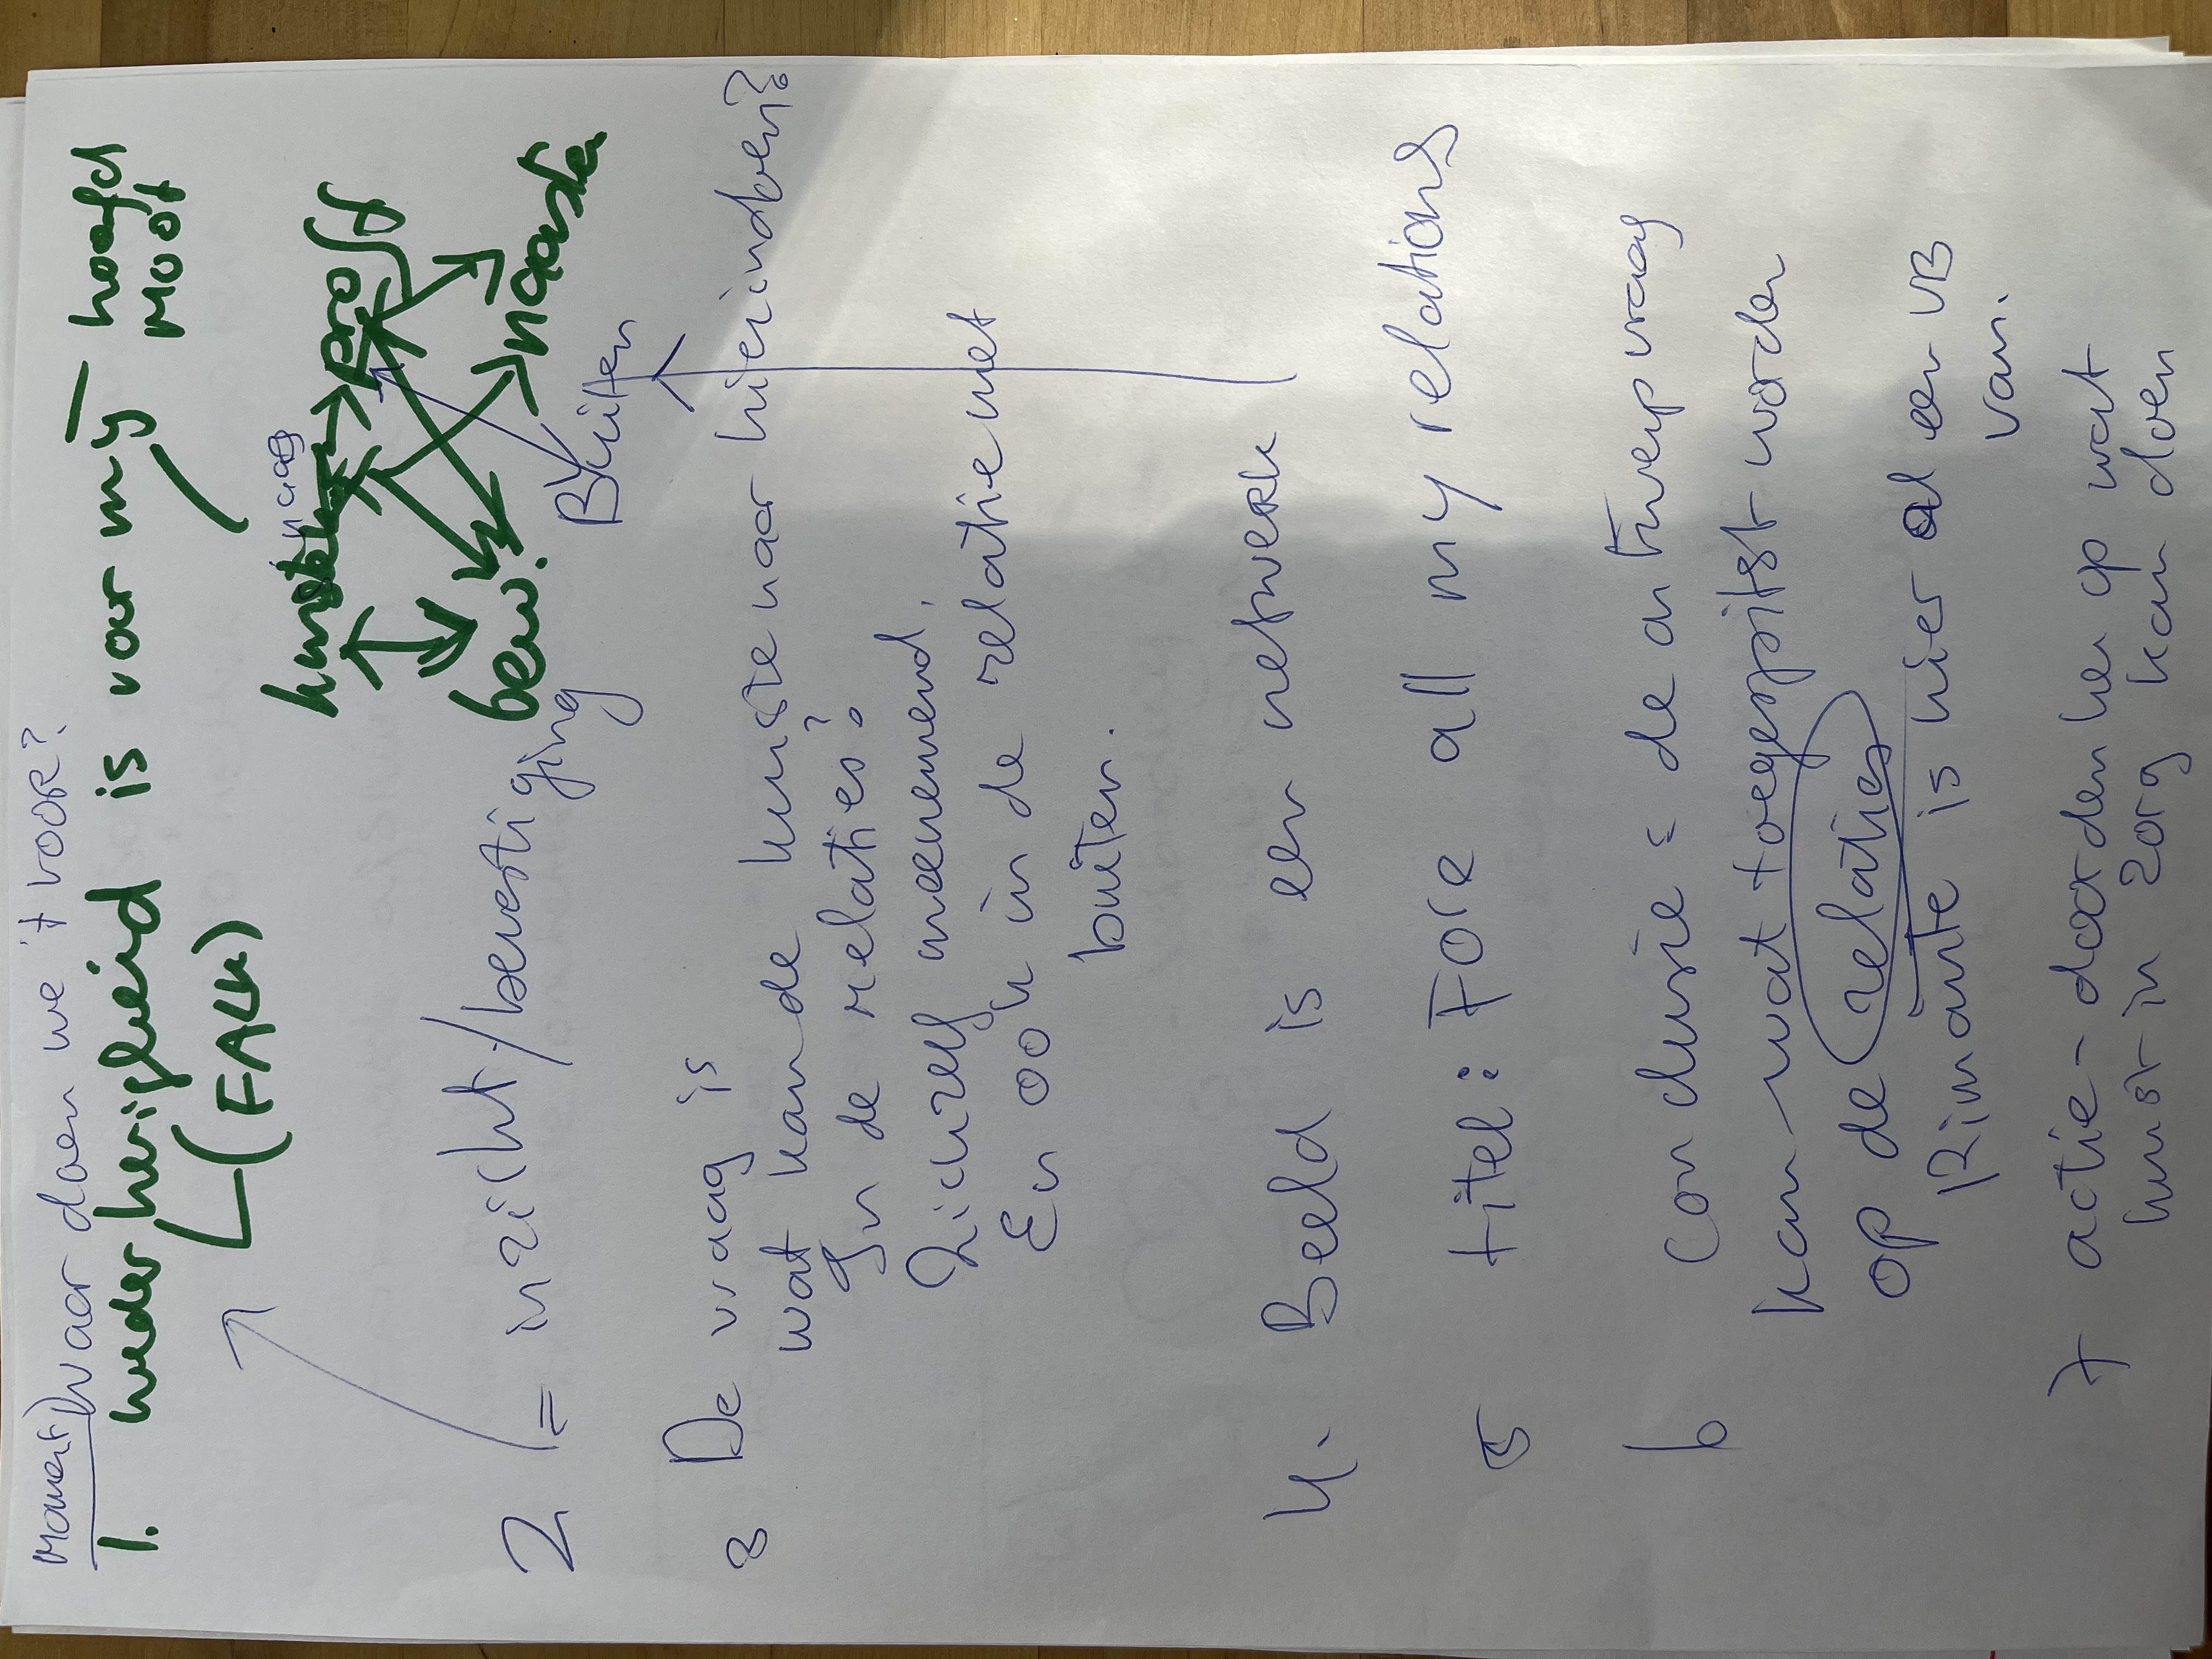 Moment) Waar doen we 't voor?
1. wederkerigheid is voor mij hoofd
moot
(FALK)
naar
kunstenaar proff
bew. naasten
Buiten
2 = inzicht/bevestiging
3 De vraag is
wat kan de kunstenaar hierin doen?
In de relaties?
Zichzelf meenemend.
En ook in de relatie met
buiten.
4. Beeld is een netwerk
5 titel: Fore all my relations
6 conclusie = de ontwerpvraag
kan wat toegespitst worden
op de relaties
Rimante is hier al een VB
van.
7 actie - doordenken op wat
kunst in zorg kan doen